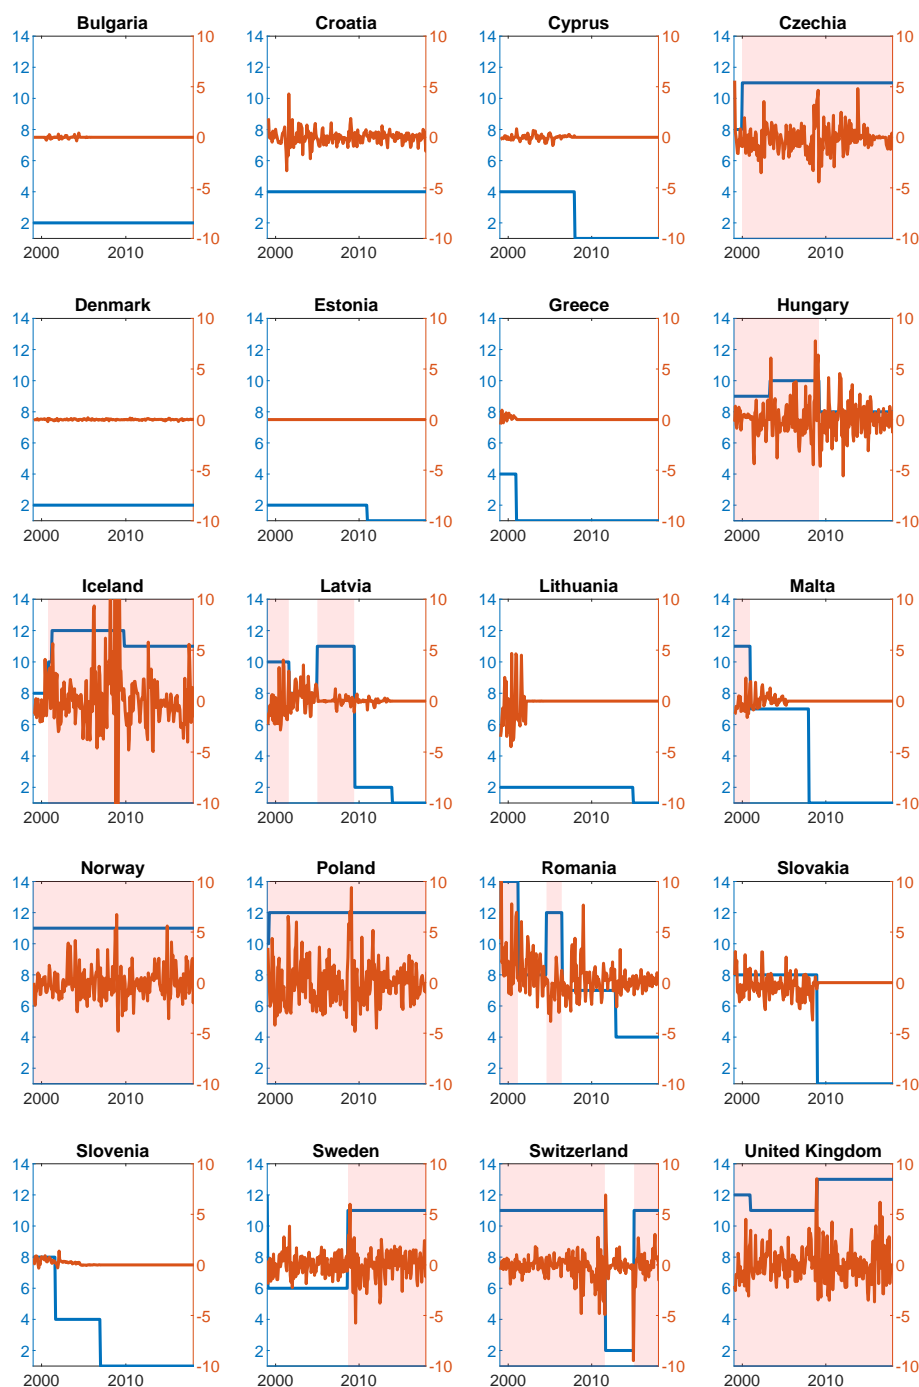 Bulgaria Croatia Cyprus Czechia
14 14 14 14 10
12 12 12 12
10 10 10 10 5
8 8 8 8 0
6 6 6 6
4 4 4 4 -5
2 2 2 2 -10
2000 2010 2000 2010 2000 2010 2000 2010
Denmark Estonia Greece Hungary
14 10 14 10 14 10 14 10
12 12 12 12
10 5 10 5 10 5 10 5
8 0 8 0 8 0 8 0
6 6 6 6
4 -5 4 -5 4 -5 4 -5
2 -10 2 -10 2 -10 2 -10
2000 2010 2000 2010 2000 2010 2000 2010
Iceland Latvia Lithuania Malta
14 10 14 10 14 10 14 10
12 12 12 12
10 5 10 5 10 5 10 5
8 0 8 0 8 0 8 0
6 6 6 6
4 -5 4 -5 4 -5 4 -5
2 -10 2 -10 2 -10 2 -10
2000 2010 2000 2010 2000 2010 2000 2010
Norway Poland Romania Slovakia
14 10 14 10 14 10 14 10
12 12 12 12
10 5 10 5 10 5 10 5
8 0 8 0 8 0 8 0
6 6 6 6
4 -5 4 -5 4 -5 4 -5
2 -10 2 -10 2 -10 2 -10
2000 2010 2000 2010 2000 2010 2000 2010
Slovenia Sweden Switzerland United Kingdom
14 10 14 10 14 10 14 10
12 12 12 12
10 5 10 5 10 5 10 5
8 0 8 0 8 0 8 0
6 6 6 6
4 -5 4 -5 4 -5 4 -5
2 -10 2 -10 2 -10 2 -10
2000 2010 2000 2010 2000 2010 2000 2010